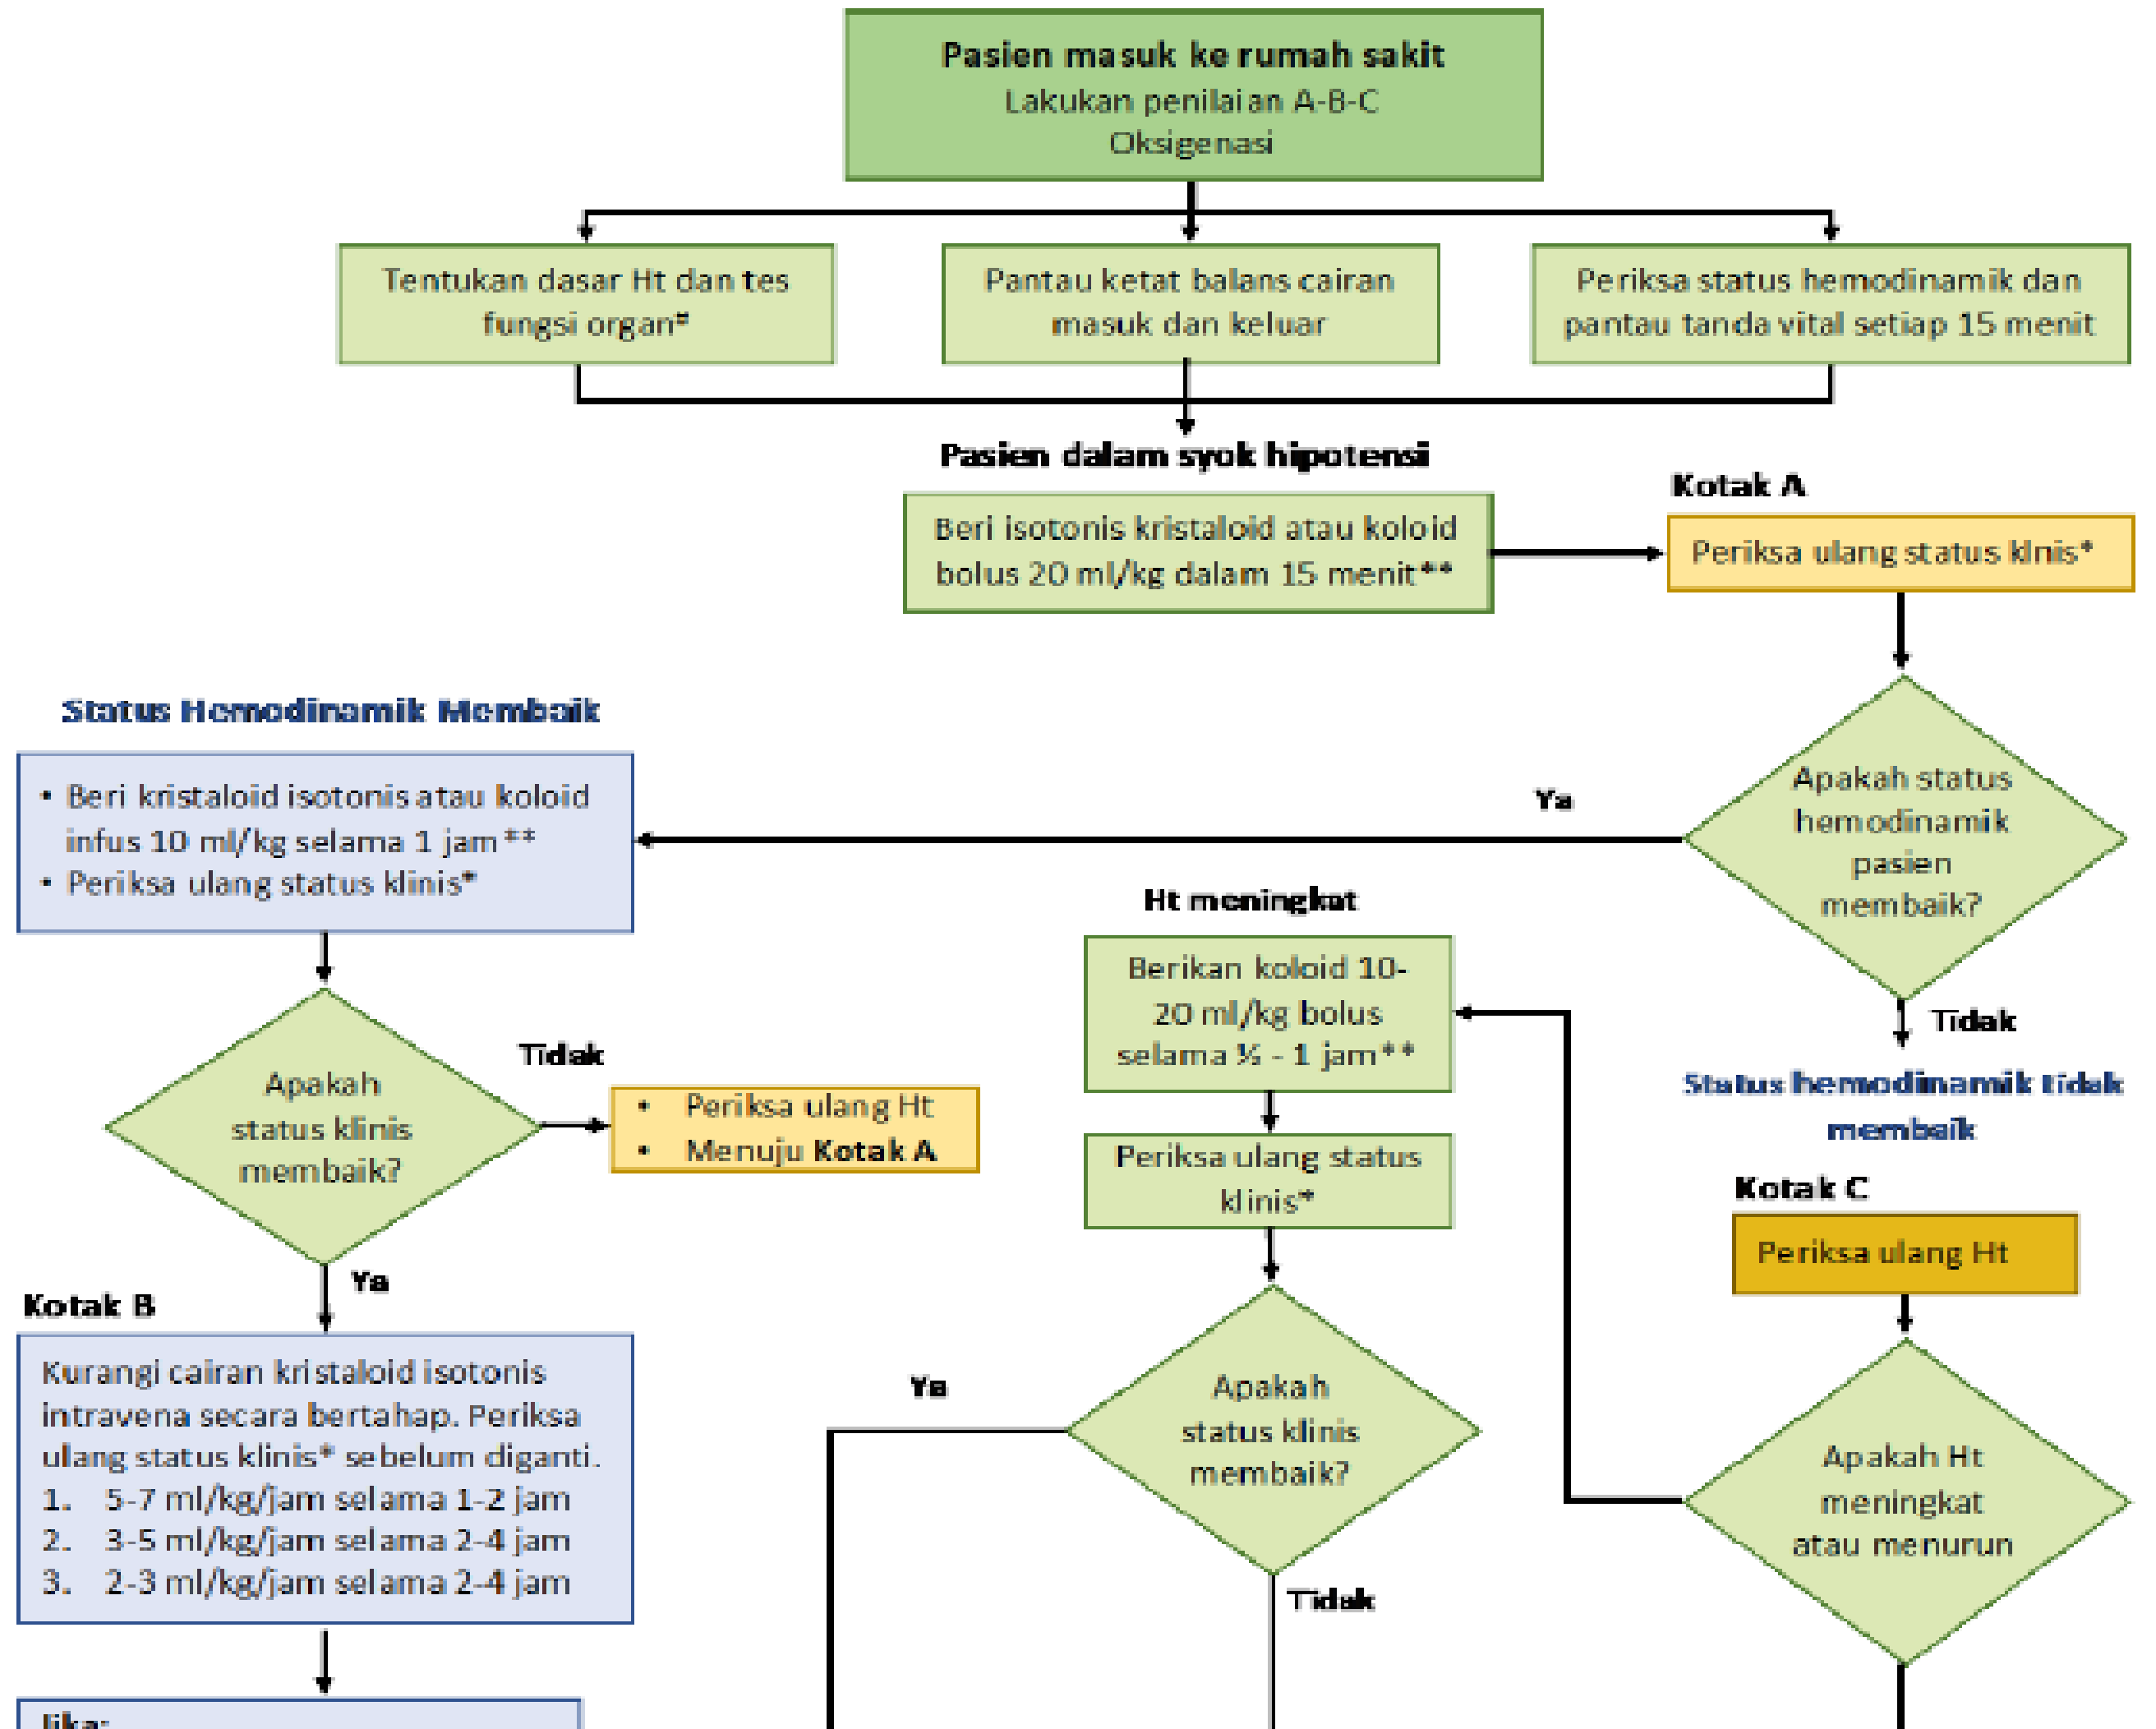 Pasien masuk ke rumah sakit
Lakukan penilaian A-B-C
Oksigenasi
Tentukan dasar Ht dan tes
fungsi organ#
Pantau ketat balans cairan
masuk dan keluar
Periksa status hemodinamik dan
pantau tanda vital setiap 15 menit
Pasien dalam syok hipotensi
Beri isotonis kristaloid atau koloid
bolus 20 ml/kg dalam 15 menit**
Kotak A
Periksa ulang status klnis*
Apakah status
hemodinamik
pasien
membaik?
Ya
Tidak
Status Hemodinamik Membaik
• Beri kristaloid isotonis atau koloid
infus 10 ml/kg selama 1 jam**
• Periksa ulang status klinis*
Apakah
status klinis
membaik?
Tidak
• Periksa ulang Ht
• Menuju Kotak A
Ya
Kotak B
Kurangi cairan kristaloid isotonis
intravena secara bertahap. Periksa
ulang status klinis* sebelum diganti.
1. 5-7 ml/kg/jam selama 1-2 jam
2. 3-5 ml/kg/jam selama 2-4 jam
3. 2-3 ml/kg/jam selama 2-4 jam
Jika:
Ht meningkat
Berikan koloid 10-
20 ml/kg bolus
selama ½ - 1 jam**
Periksa ulang status
klinis*
Apakah
status klinis
membaik?
Ya
Tidak
Status hemodinamik tidak
membaik
Kotak C
Periksa ulang Ht
Apakah Ht
meningkat
atau menurun